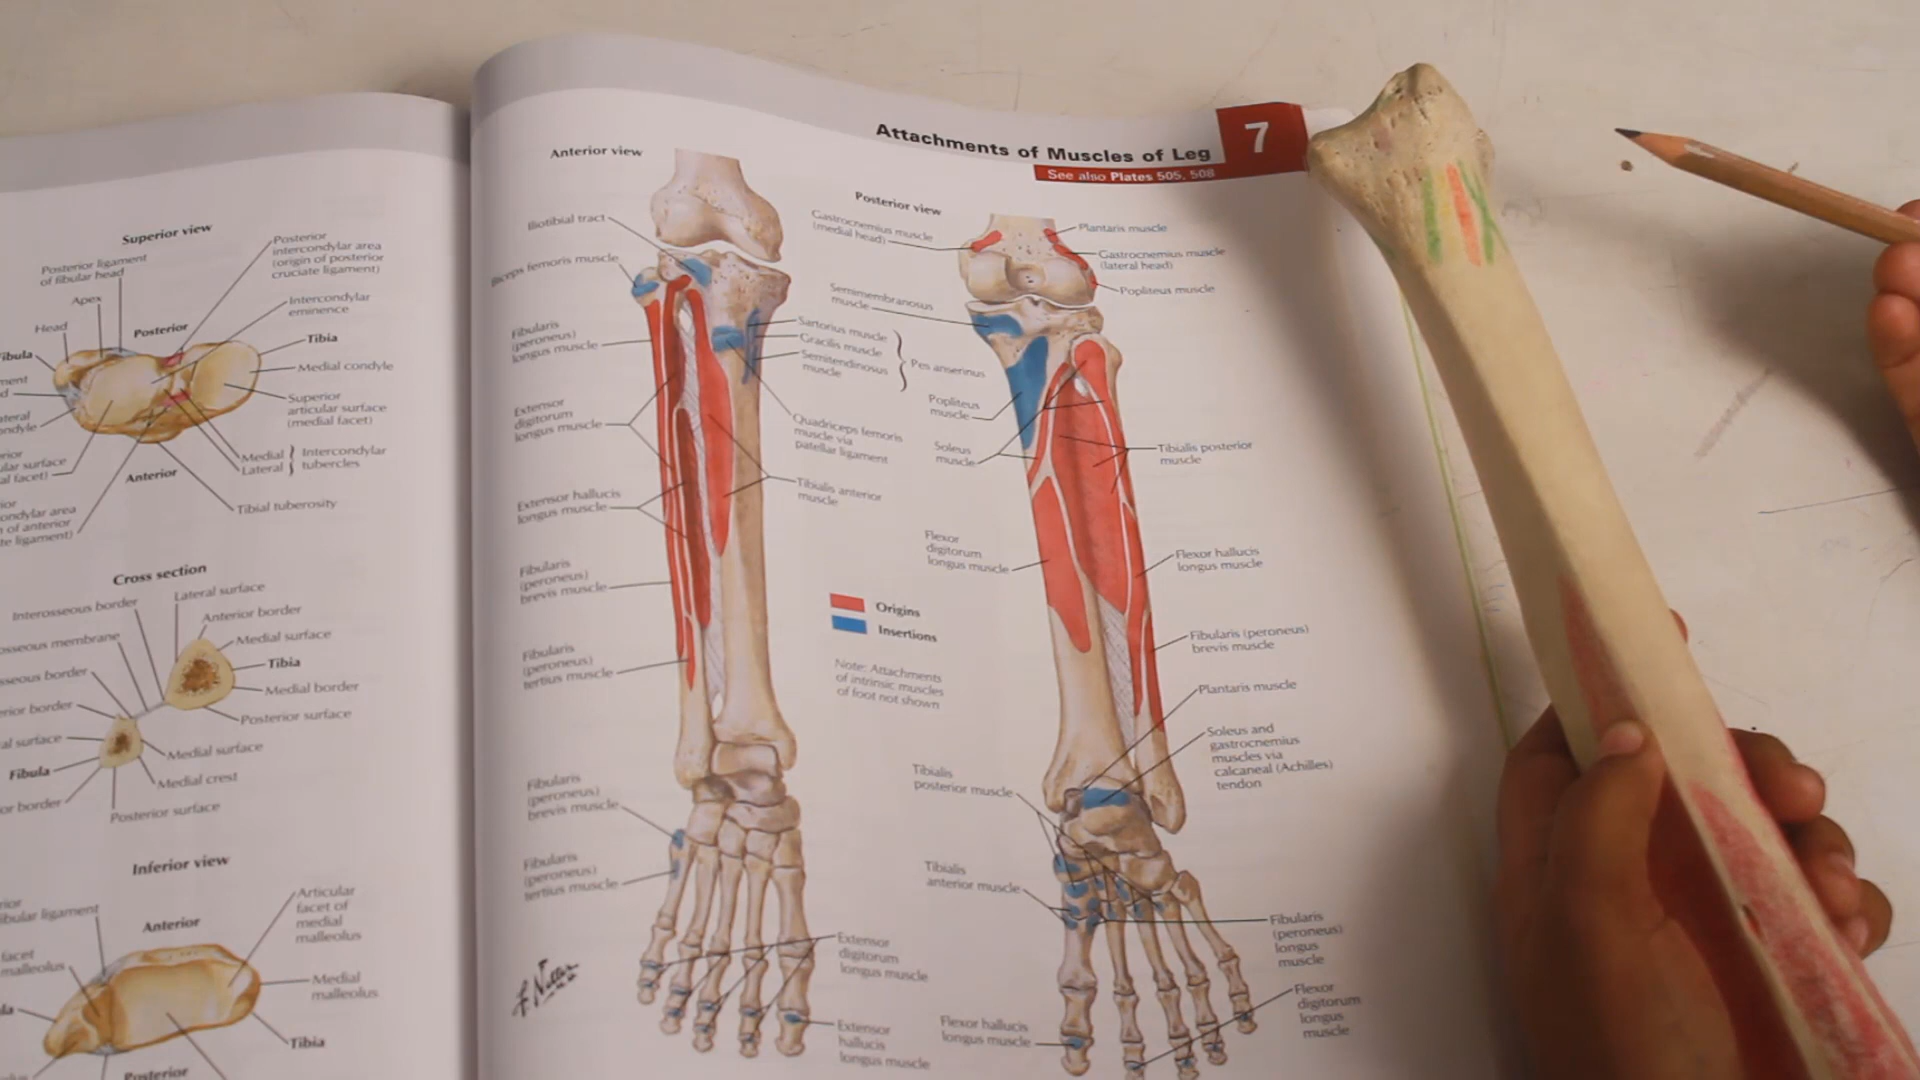 Superior view
Posterior ligament
of fibular head
Apex
Head
Fibula
Posterior
Posterior
intercondylar area
(origin of posterior
cruciate ligament)
Intercondylar
eminence
Tibia
Medial condyle
Superior
articular surface
(medial facet)
Medial
Lateral
Intercondylar
tubercles
Anterior
Tibial tuberosity
Cross section
Interosseous border
Lateral surface
Anterior border
Medial surface
Tibia
Medial border
Posterior surface
Medial surface
Fibula
Medial crest
Posterior surface
Inferior view
Anterior
Articular
facet of
medial
malleolus
Medial
malleolus
Tibia
Posterior
Attachments of Muscles of Leg
7
See also Plates 505, 508
Anterior view
Iliotibial tract
Biceps femoris muscle
Fibularis
(peroneus)
longus muscle
Extensor
digitorum
longus muscle
Extensor hallucis
longus muscle
Fibularis
(peroneus)
brevis muscle
Fibularis
(peroneus)
tertius muscle
Fibularis
(peroneus)
brevis muscle
Fibularis
(peroneus)
tertius muscle
Sartorius muscle
Gracilis muscle
Semitendinosus
muscle
Pes anserinus
Quadriceps femoris
muscle via
patellar ligament
Tibialis anterior
muscle
Origins
Insertions
Note: Attachments
of intrinsic muscles
of foot not shown
Extensor
digitorum
longus muscle
Extensor
hallucis
longus muscle
F. Netter
Posterior view
Gastrocnemius muscle
(medial head)
Semimembranosus
muscle
Popliteus
muscle
Soleus
muscle
Flexor
digitorum
longus muscle
Tibialis
posterior muscle
Tibialis
anterior muscle
Flexor hallucis
longus muscle
Plantaris muscle
Gastrocnemius muscle
(lateral head)
Popliteus muscle
Tibialis posterior
muscle
Flexor hallucis
longus muscle
Fibularis (peroneus)
brevis muscle
Plantaris muscle
Soleus and
gastrocnemius
muscles via
calcaneal (Achilles)
tendon
Fibularis
(peroneus)
longus
muscle
Flexor
digitorum
longus
muscle